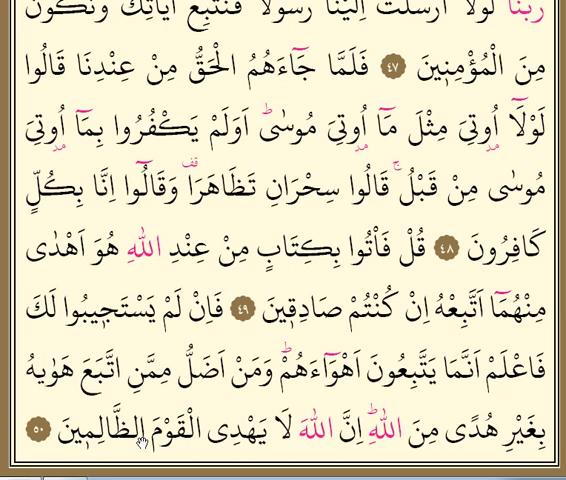 رَبَّنَا لَوْلَٓا اَرْسَلْتَ اِلَيْنَا رَسُولًا فَنَتَّبِعَ اٰيَاتِكَ وَنَكُونَ
مِنَ الْمُؤْمِنٖينَ ﴿٤٧﴾ فَلَمَّا جَٓاءَهُمُ الْحَقُّ مِنْ عِنْدِنَا قَالُوا
لَوْلَٓا اُو۫تِيَ مِثْلَ مَٓا اُو۫تِيَ مُوسٰىؕ اَوَلَمْ يَكْفُرُوا بِمَٓا اُو۫تِيَ
مُوسٰى مِنْ قَبْلُۚ قَالُوا سِحْرَانِ تَظَاهَرَا۠ وَقَالُٓوا اِنَّا بِكُلٍّ
كَافِرُونَ ﴿٤٨﴾ قُلْ فَأْتُوا بِكِتَابٍ مِنْ عِنْدِ اللّٰهِ هُوَ اَهْدٰى
مِنْهُمَٓا اَتَّبِعْهُ اِنْ كُنْتُمْ صَادِقٖينَ ﴿٤٩﴾ فَاِنْ لَمْ يَسْتَجٖيبُوا لَكَ
فَاعْلَمْ اَنَّمَا يَتَّبِعُونَ اَهْوَٓاءَهُمْؕ وَمَنْ اَضَلُّ مِمَّنِ اتَّبَعَ هَوٰيهُ
بِغَيْرِ هُدًى مِنَ اللّٰهِؕ اِنَّ اللّٰهَ لَا يَهْدِى الْقَوْمَ الظَّالِمٖينَ ﴿٥٠﴾